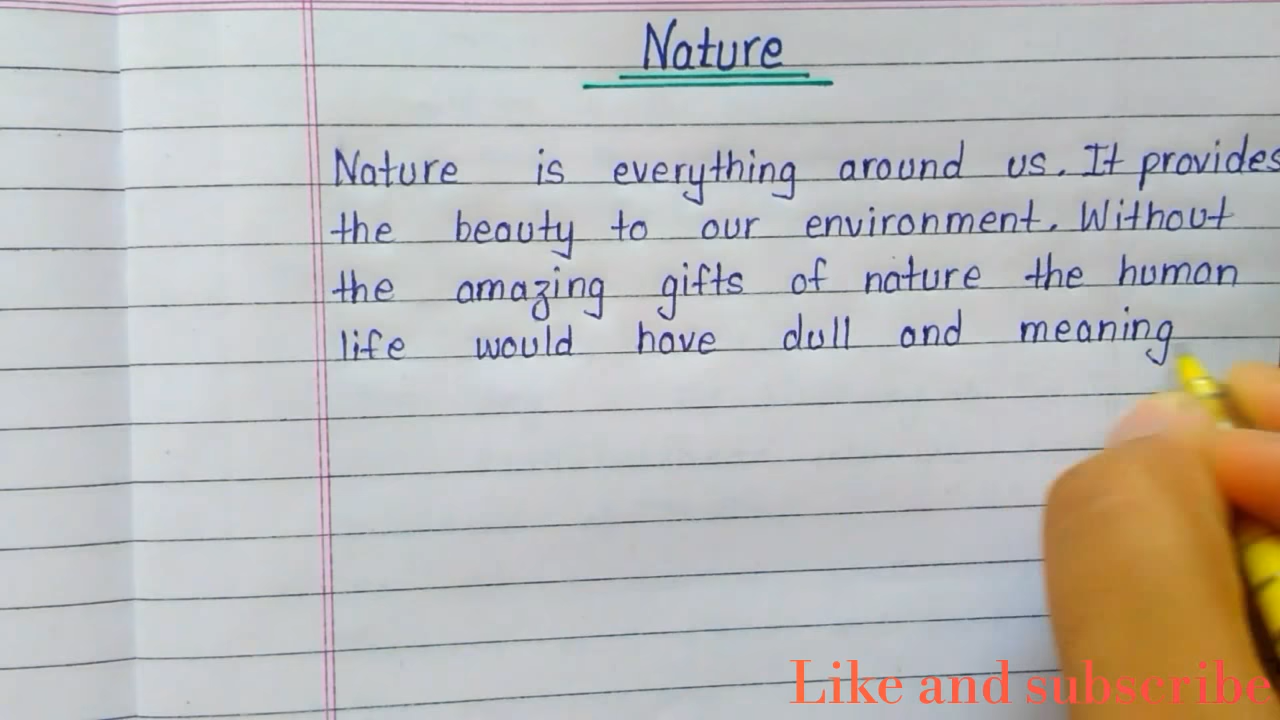 Nature
Nature is everything around us. It provides
the beauty to our environment. Without
the amazing gifts of nature the human
life would have dull and meaning
Like and subscribe